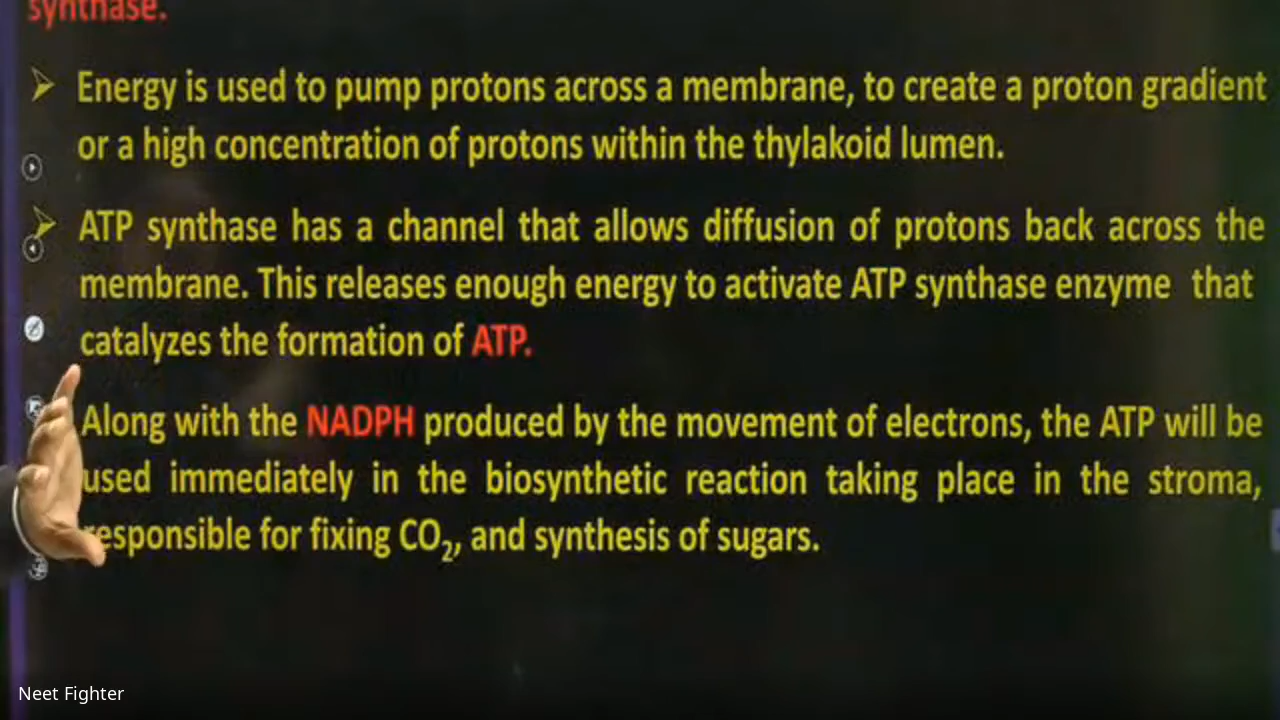 synthase.
Energy is used to pump protons across a membrane, to create a proton gradient
or a high concentration of protons within the thylakoid lumen.
ATP synthase has a channel that allows diffusion of protons back across the
membrane. This releases enough energy to activate ATP synthase enzyme that
catalyzes the formation of ATP.
Along with the NADPH produced by the movement of electrons, the ATP will be
used immediately in the biosynthetic reaction taking place in the stroma,
responsible for fixing CO₂, and synthesis of sugars.
Neet Fighter